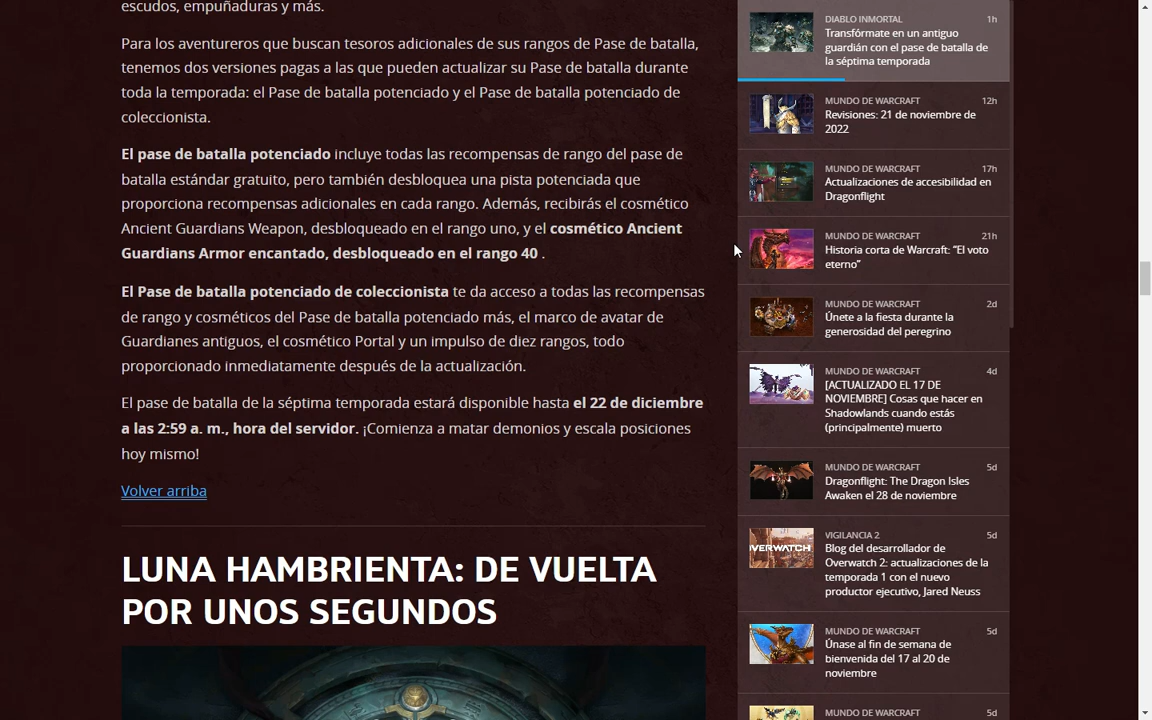 escudos, empuñaduras y más.
Para los aventureros que buscan tesoros adicionales de sus rangos de Pase de batalla,
tenemos dos versiones pagas a las que pueden actualizar su Pase de batalla durante
toda la temporada: el Pase de batalla potenciado y el Pase de batalla potenciado de
coleccionista.
El pase de batalla potenciado incluye todas las recompensas de rango del pase de
batalla estándar gratuito, pero también desbloquea una pista potenciada que
proporciona recompensas adicionales en cada rango. Además, recibirás el cosmético
Ancient Guardians Weapon, desbloqueado en el rango uno, y el cosmético Ancient
Guardians Armor encantado, desbloqueado en el rango 40 .
El Pase de batalla potenciado de coleccionista te da acceso a todas las recompensas
de rango y cosméticos del Pase de batalla potenciado más, el marco de avatar de
Guardianes antiguos, el cosmético Portal y un impulso de diez rangos, todo
proporcionado inmediatamente después de la actualización.
El pase de batalla de la séptima temporada estará disponible hasta el 22 de diciembre
a las 2:59 a. m., hora del servidor. ¡Comienza a matar demonios y escala posiciones
hoy mismo!
Volver arriba
LUNA HAMBRIENTA: DE VUELTA
POR UNOS SEGUNDOS
DIABLO INMORTAL 1h
Transfórmate en un antiguo
guardián con el pase de batalla de
la séptima temporada
MUNDO DE WARCRAFT 12h
Revisiones: 21 de noviembre de
2022
MUNDO DE WARCRAFT 17h
Actualizaciones de accesibilidad en
Dragonflight
MUNDO DE WARCRAFT 21h
Historia corta de Warcraft: “El voto
eterno”
MUNDO DE WARCRAFT 2d
Únete a la fiesta durante la
generosidad del peregrino
MUNDO DE WARCRAFT 4d
[ACTUALIZADO EL 17 DE
NOVIEMBRE] Cosas que hacer en
Shadowlands cuando estás
(principalmente) muerto
MUNDO DE WARCRAFT 5d
Dragonflight: The Dragon Isles
Awaken el 28 de noviembre
VIGILANCIA 2 5d
OVERWATCH
Blog del desarrollador de
Overwatch 2: actualizaciones de la
temporada 1 con el nuevo
productor ejecutivo, Jared Neuss
MUNDO DE WARCRAFT 5d
Únase al fin de semana de
bienvenida del 17 al 20 de
noviembre
MUNDO DE WARCRAFT 5d